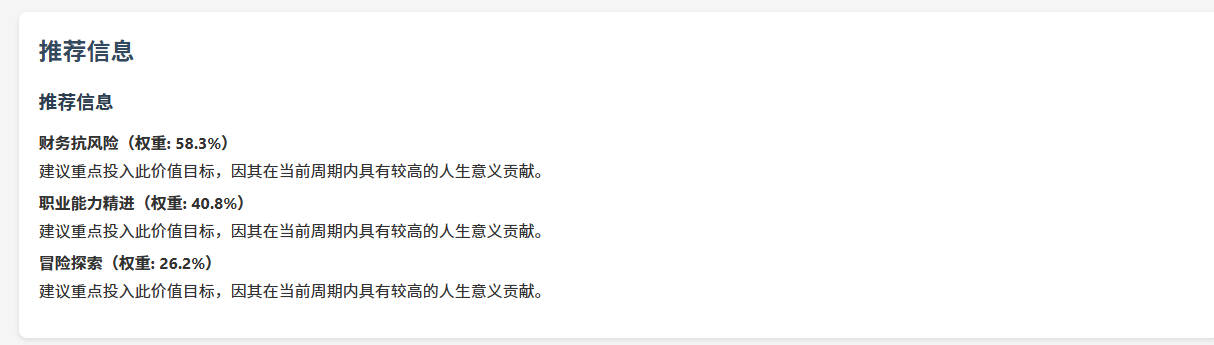 推荐信息
推荐信息
财务抗风险（权重: 58.3%）
建议重点投入此价值目标，因其在当前周期内具有较高的人生意义贡献。
职业能力精进（权重: 40.8%）
建议重点投入此价值目标，因其在当前周期内具有较高的人生意义贡献。
冒险探索（权重: 26.2%）
建议重点投入此价值目标，因其在当前周期内具有较高的人生意义贡献。